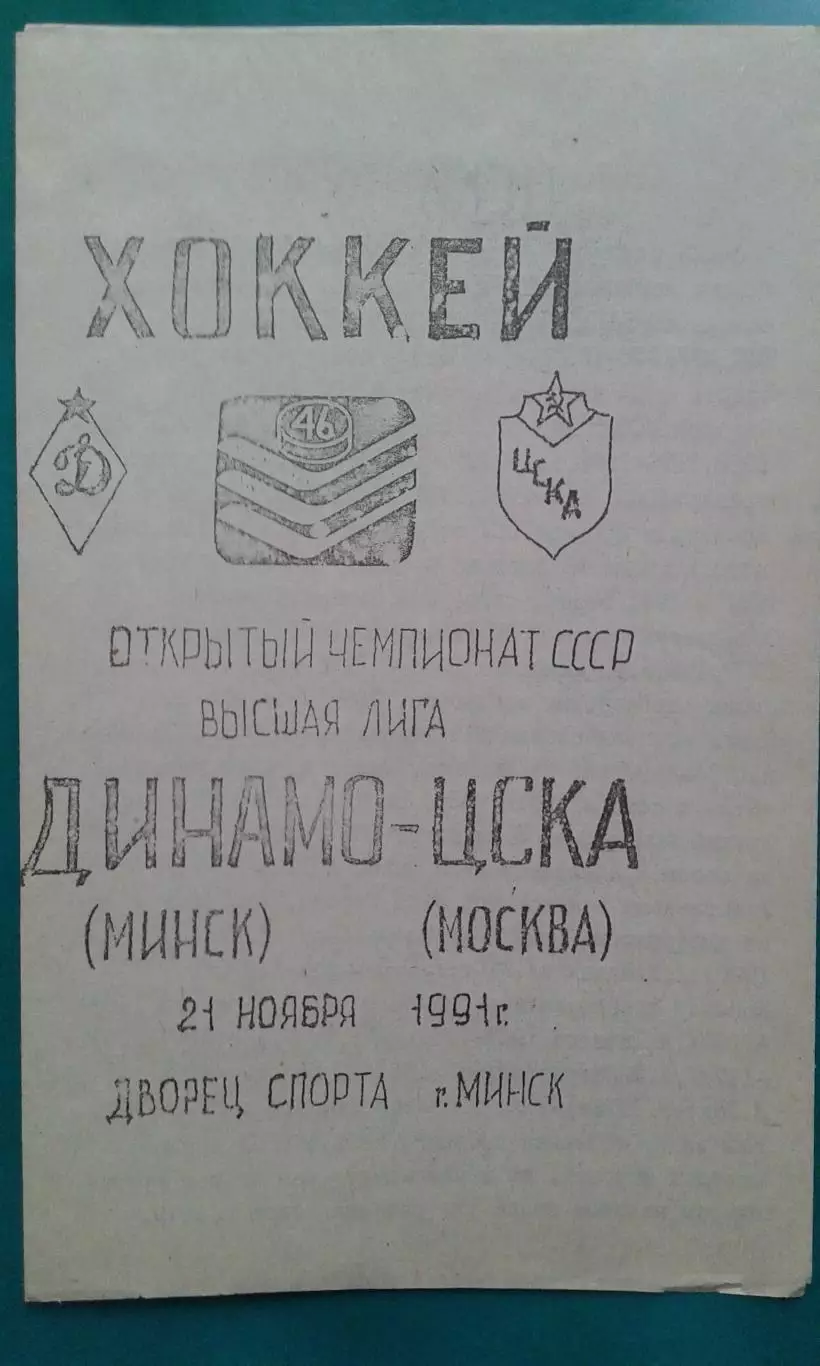 ХОККЕЙ
Д
46
ЦСКА
ОТКРЫТЫЙ ЧЕМПИОНАТ СССР
ВЫСШАЯ ЛИГА
ДИНАМО-ЦСКА
(МИНСК) (МОСКВА)
21 НОЯБРЯ 1991г.
ДВОРЕЦ СПОРТА г. МИНСК